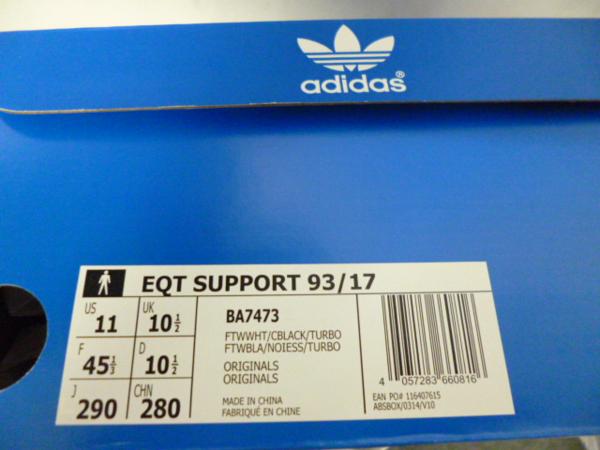 adidas®
EQT SUPPORT 93/17
US 11
UK 10½
F 45⅓
D 10½
J 290
CHN 280
BA7473
FTWWHT/CBLACK/TURBO
FTWBLA/NOIESS/TURBO
ORIGINALS
ORIGINALS
MADE IN CHINA
FABRIQUÉ EN CHINE
4 057283 660816
EAN PO# 116407615
ABSBOX/0314/V10